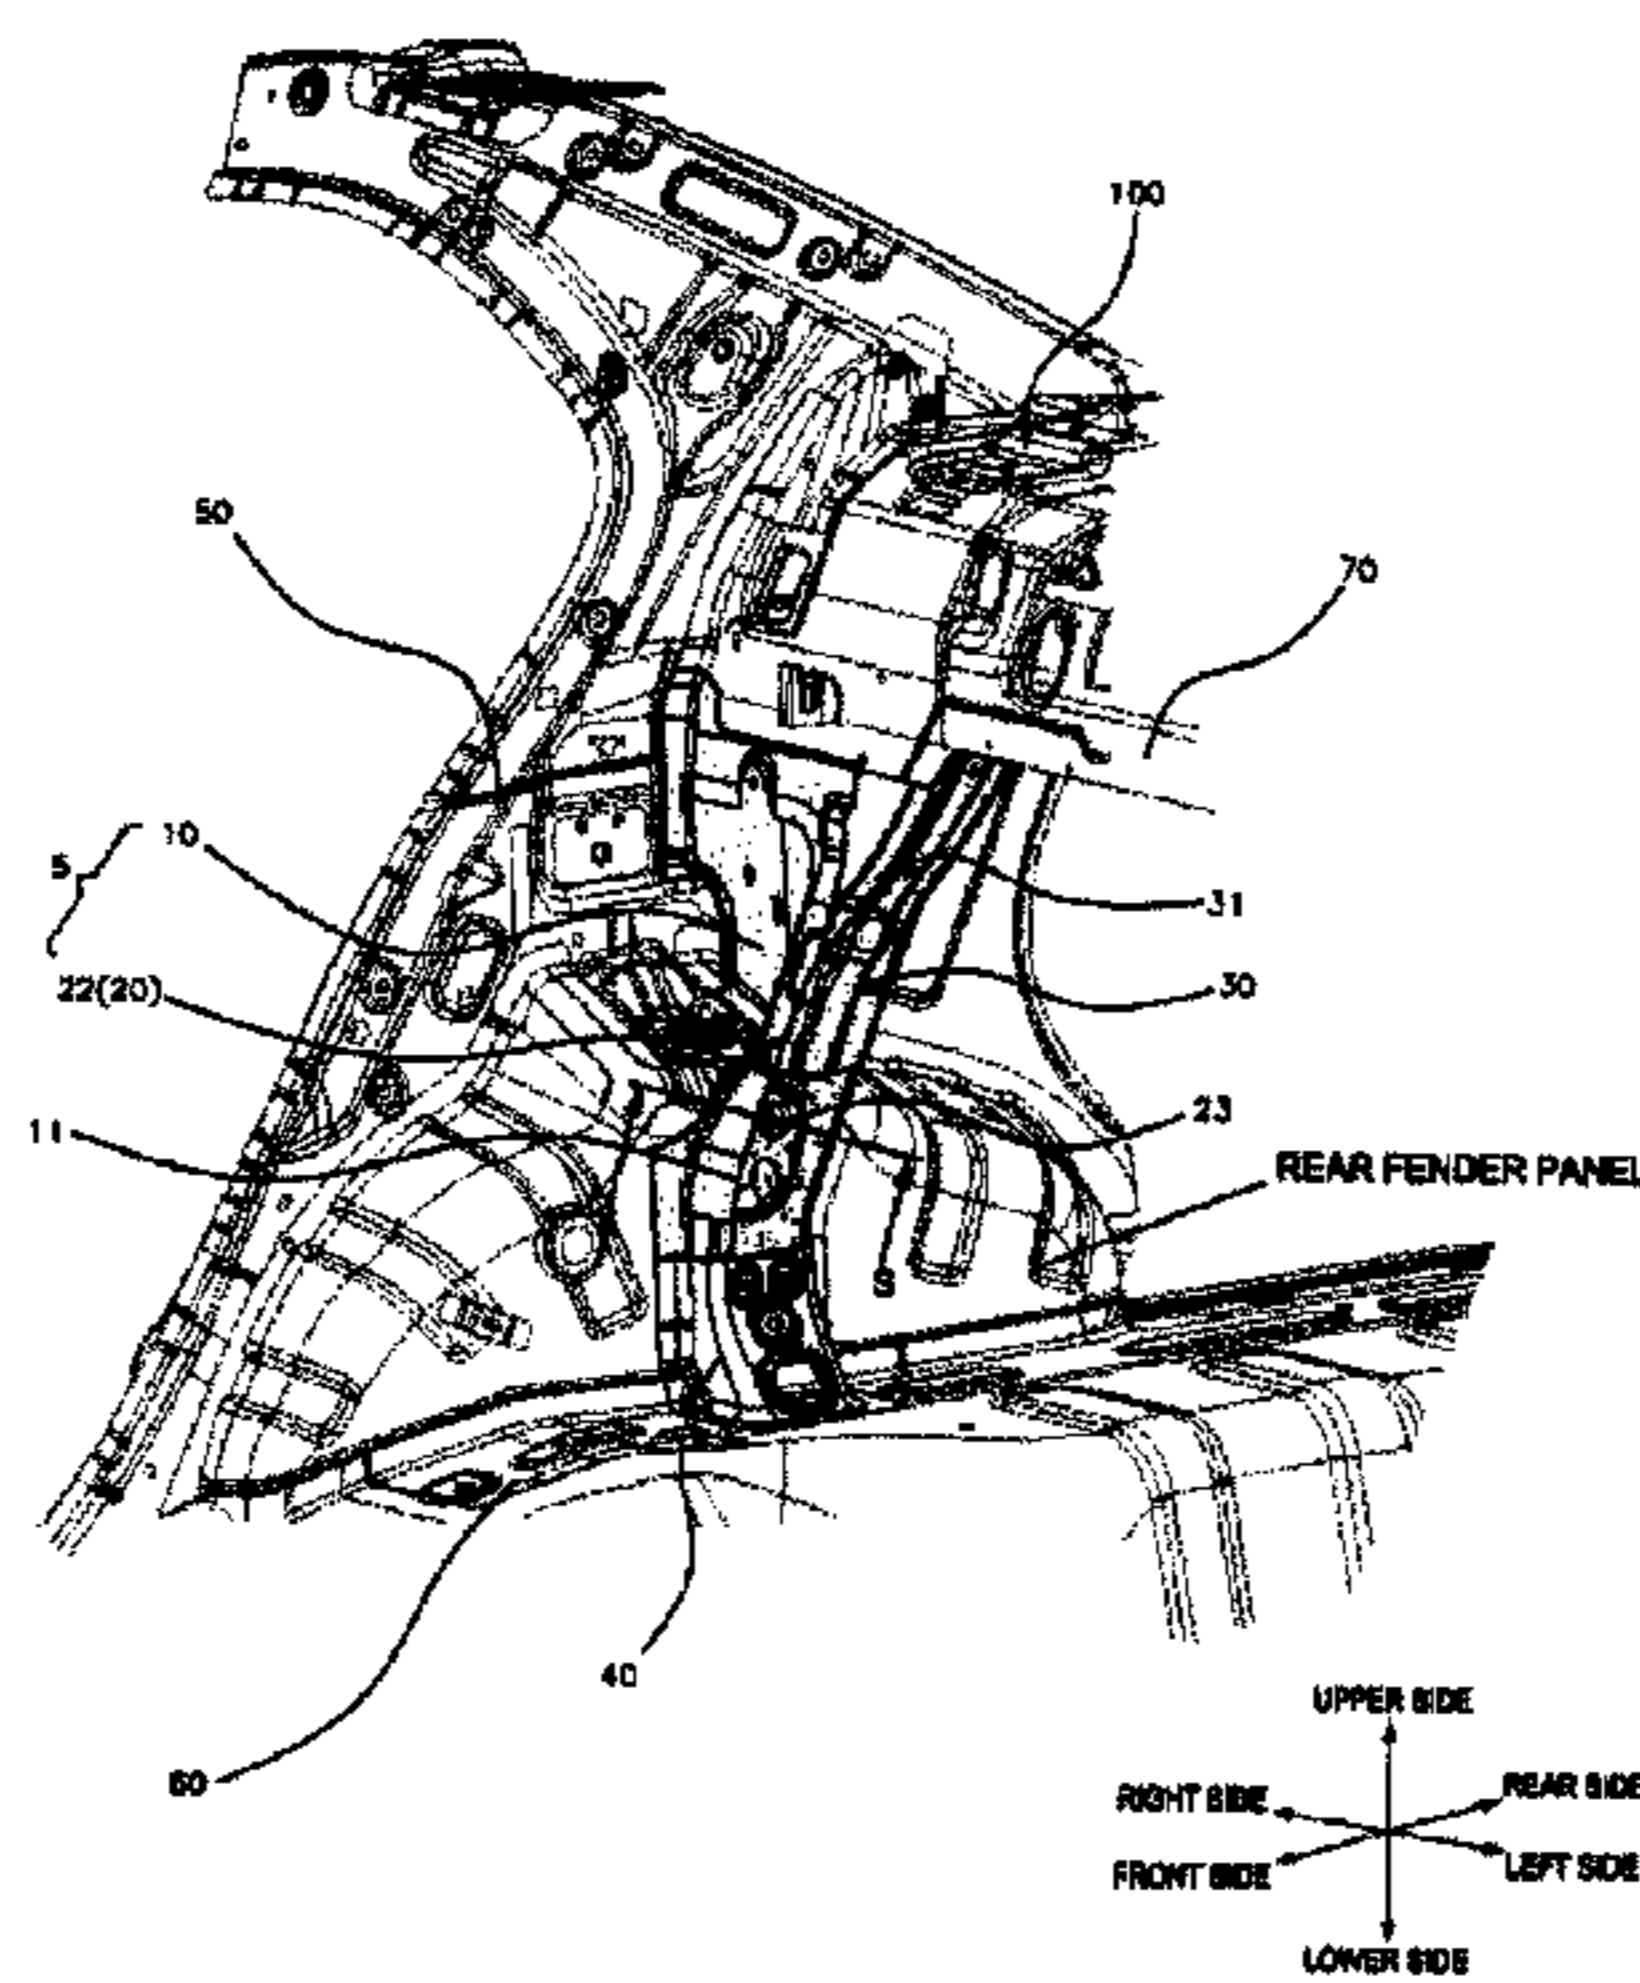 100
50
70
10
5
31
22(20)
30
11
23
REAR FENDER PANEL
S
40
60
UPPER SIDE
RIGHT SIDE
REAR SIDE
FRONT SIDE
LEFT SIDE
LOWER SIDE